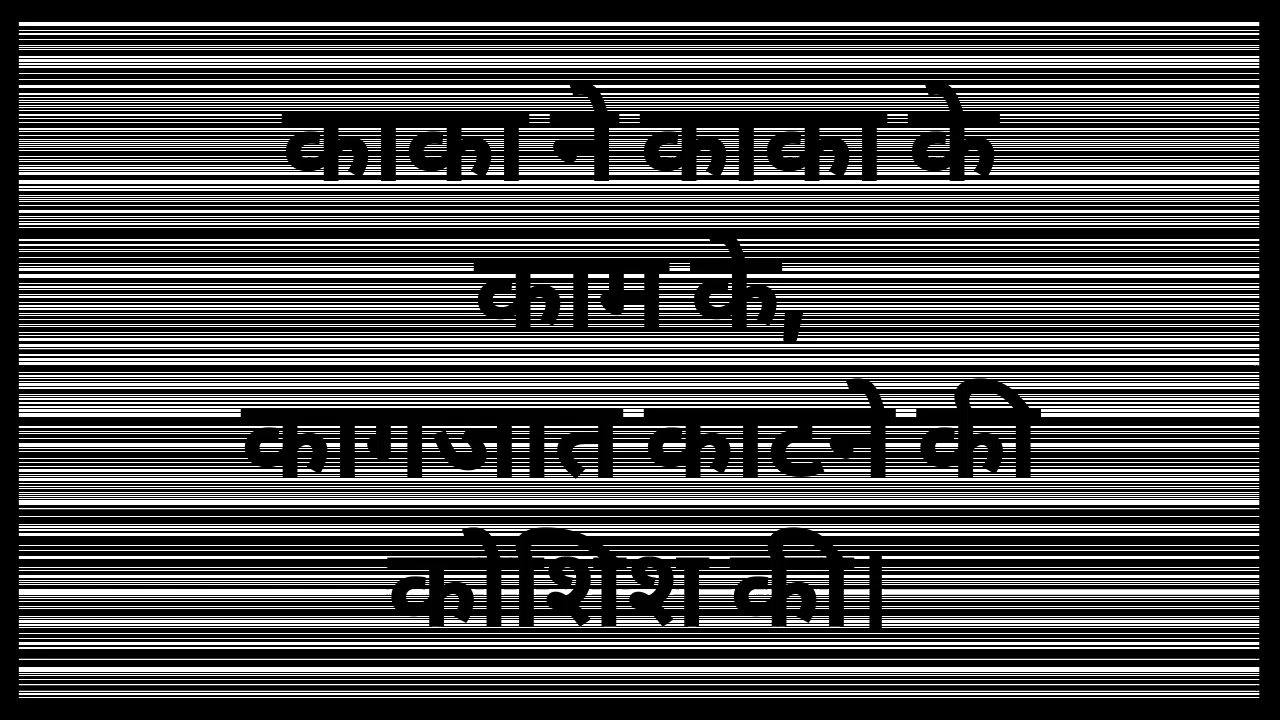 काका ने काका के
काम के,
कागजात काटने की
कोशिश की।